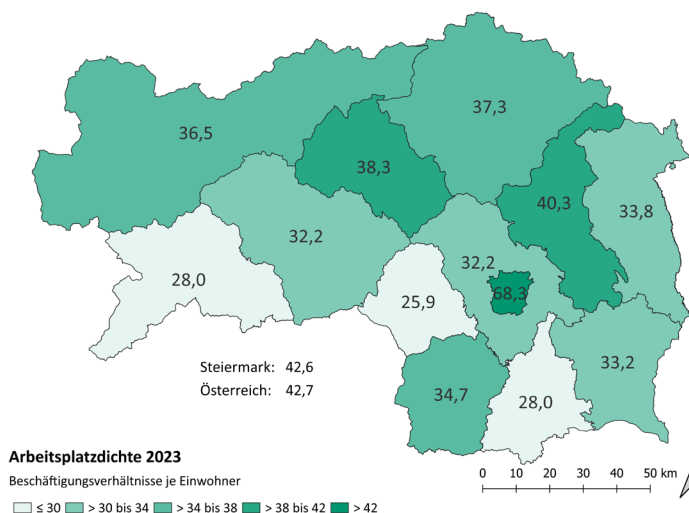 37,3
36,5
38,3
40,3
33,8
32,2
32,2
28,0
68,3
25,9
33,2
Steiermark: 42,6
Österreich: 42,7
34,7
28,0
Arbeitsplatzdichte 2023
Beschäftigungsverhältnisse je Einwohner
0 10 20 30 40 50 km
≤ 30 > 30 bis 34 > 34 bis 38 > 38 bis 42 > 42